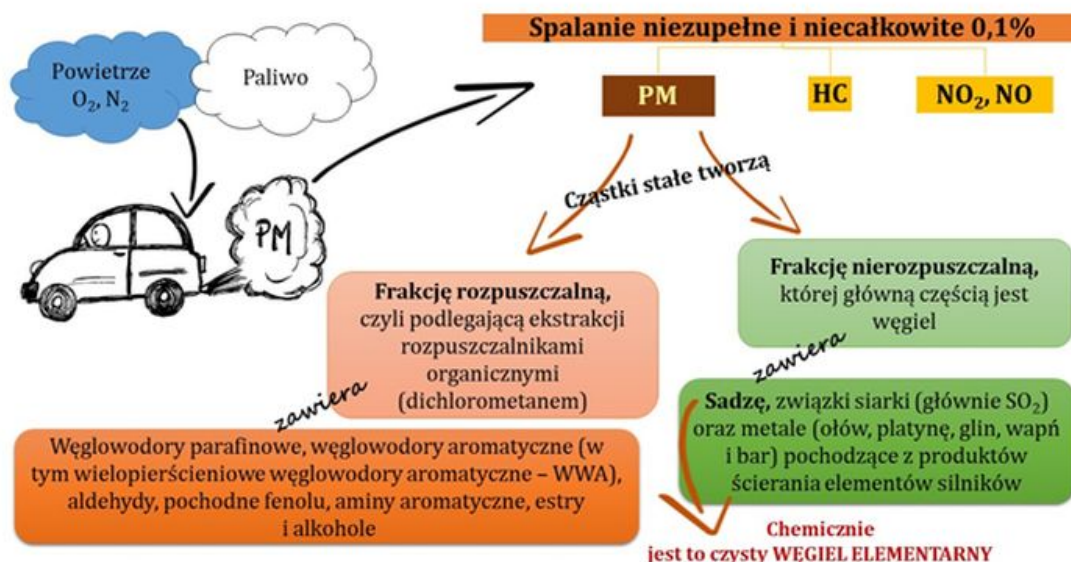 Powietrze
O₂, N₂
Paliwo
Spalanie niezupełne i niecałkowite 0,1%
PM
HC
NO₂, NO
Cząstki stałe tworzą
PM
Frakcję rozpuszczalną,
czyli podlegającą ekstrakcji
rozpuszczalnikami
organicznymi
(dichlorometanem)
Frakcję nierozpuszczalną,
której główną częścią jest
węgiel
zawiera
zawiera
Węglowodory parafinowe, węglowodory aromatyczne (w
tym wielopierścieniowe węglowodory aromatyczne – WWA),
aldehydy, pochodne fenolu, aminy aromatyczne, estry
i alkohole
Sadzę, związki siarki (głównie SO₂)
oraz metale (ołów, platynę, glin, wapń
i bar) pochodzące z produktów
ścierania elementów silników
Chemicznie
jest to czysty WĘGIEL ELEMENTARNY